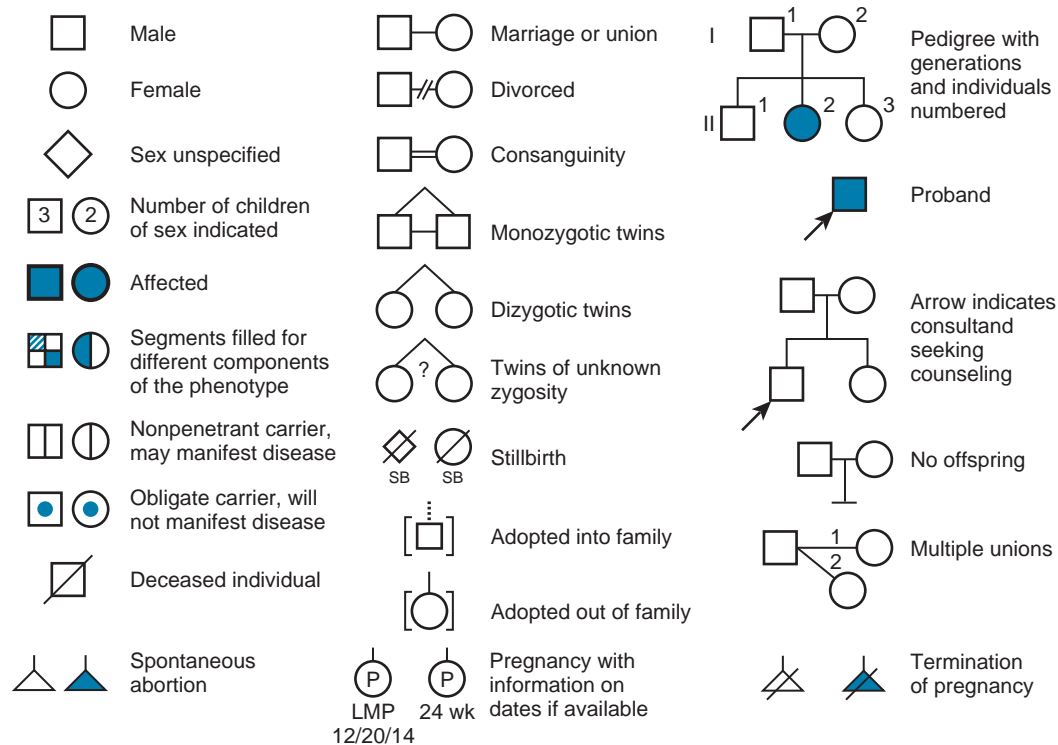 Male
Female
Sex unspecified
3 2
Number of children
of sex indicated
Affected
Segments filled for
different components
of the phenotype
Nonpenetrant carrier,
may manifest disease
Obligate carrier, will
not manifest disease
Deceased individual
Spontaneous
abortion
Marriage or union
Divorced
Consanguinity
Monozygotic twins
Dizygotic twins
?
Twins of unknown
zygosity
SB SB
Stillbirth
Adopted into family
Adopted out of family
P P
LMP 24 wk
12/20/14
Pregnancy with
information on
dates if available
I 1 2
II 1 2 3
Pedigree with
generations
and individuals
numbered
Proband
Arrow indicates
consultand
seeking
counseling
No offspring
1
2
Multiple unions
Termination
of pregnancy